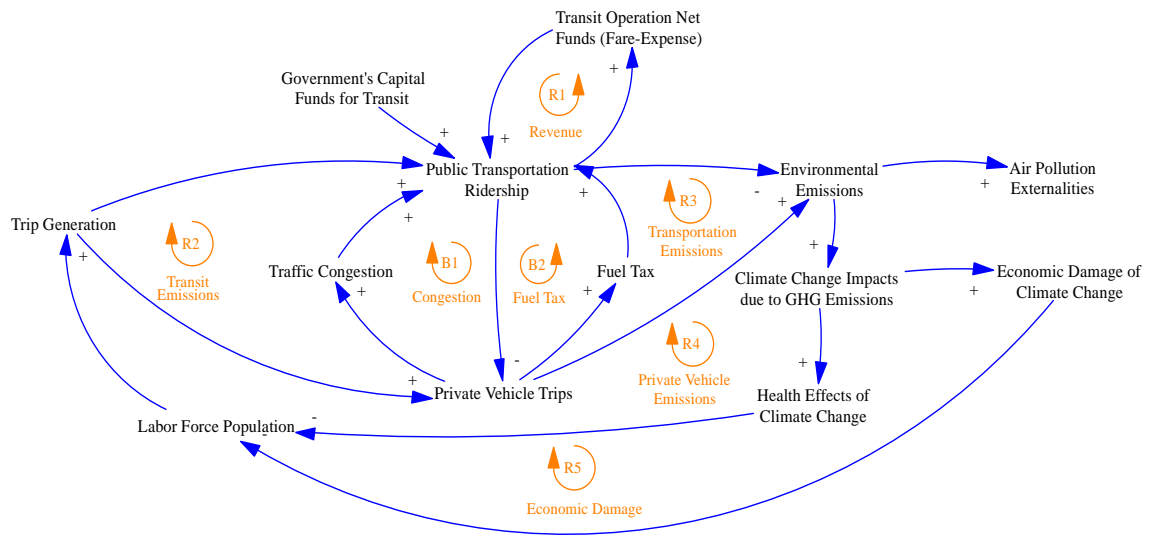 Transit Operation Net
Funds (Fare-Expense)
+
Government's Capital
Funds for Transit
R1
Revenue
+
+
Public Transportation
Ridership
+
+
+
Environmental
Emissions
-
+
Air Pollution
Externalities
+
Trip Generation
+
R2
Transit
Emissions
R3
Transportation
Emissions
Traffic Congestion
+
B1
Congestion
B2
Fuel Tax
Fuel Tax
+
+
Climate Change Impacts
due to GHG Emissions
Economic Damage of
Climate Change
+
R4
Private Vehicle
Emissions
-
+
Private Vehicle Trips
+
Health Effects of
Climate Change
Labor Force Population
-
-
R5
Economic Damage